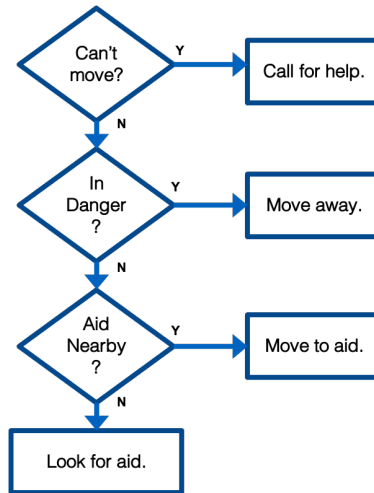 Can't
move?
Y
Call for help.
N
In
Danger
?
Y
Move away.
N
Aid
Nearby
?
Y
Move to aid.
N
Look for aid.